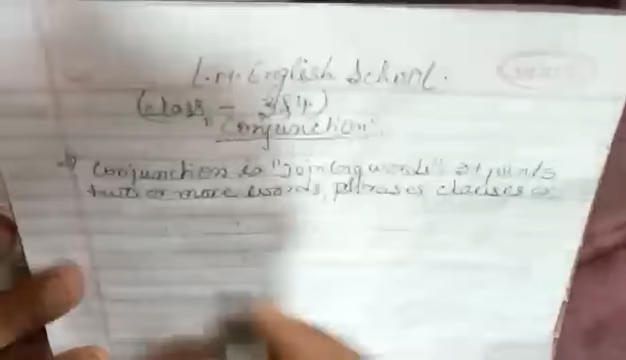 L.M. English School.
(class - 3 & 4)
"Conjunction".
→ Conjunction is "Joining words" It joints
two or more words, phrases clauses or